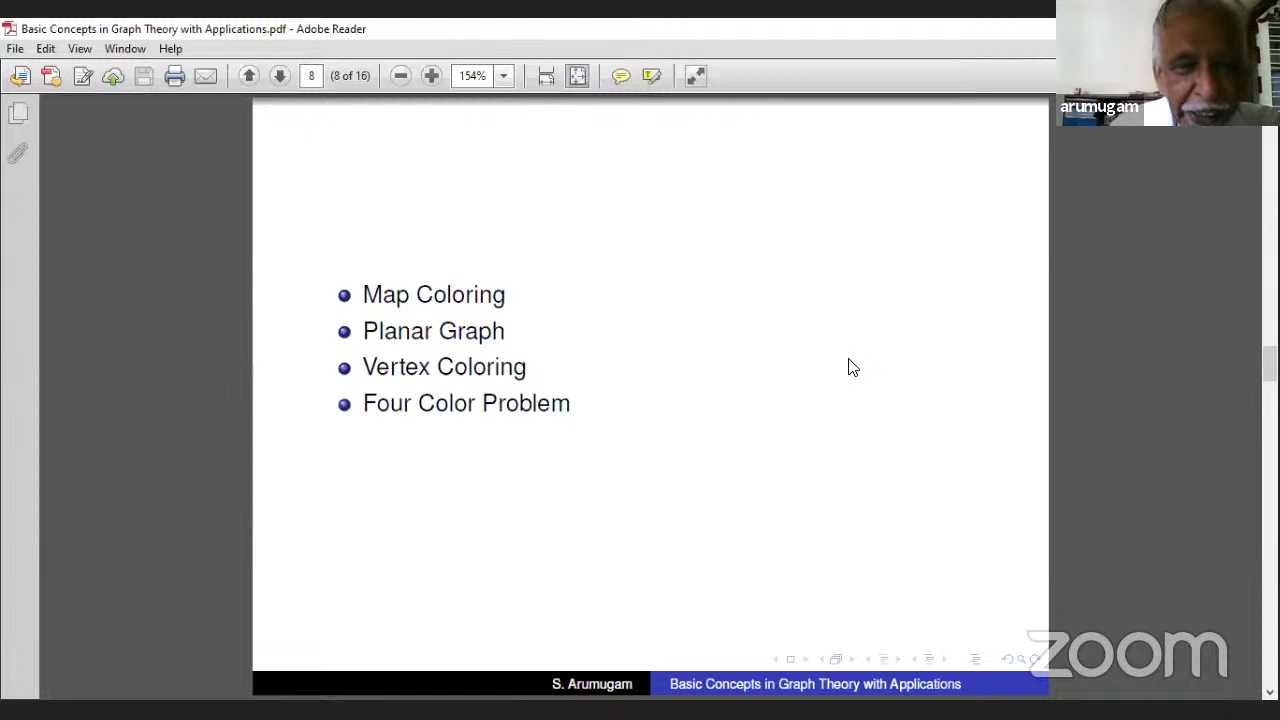 Basic Concepts in Graph Theory with Applications.pdf - Adobe Reader
File Edit View Window Help
8 (8 of 16) 154%
arumugam
Map Coloring
Planar Graph
Vertex Coloring
Four Color Problem
S. Arumugam Basic Concepts in Graph Theory with Applications
zoom